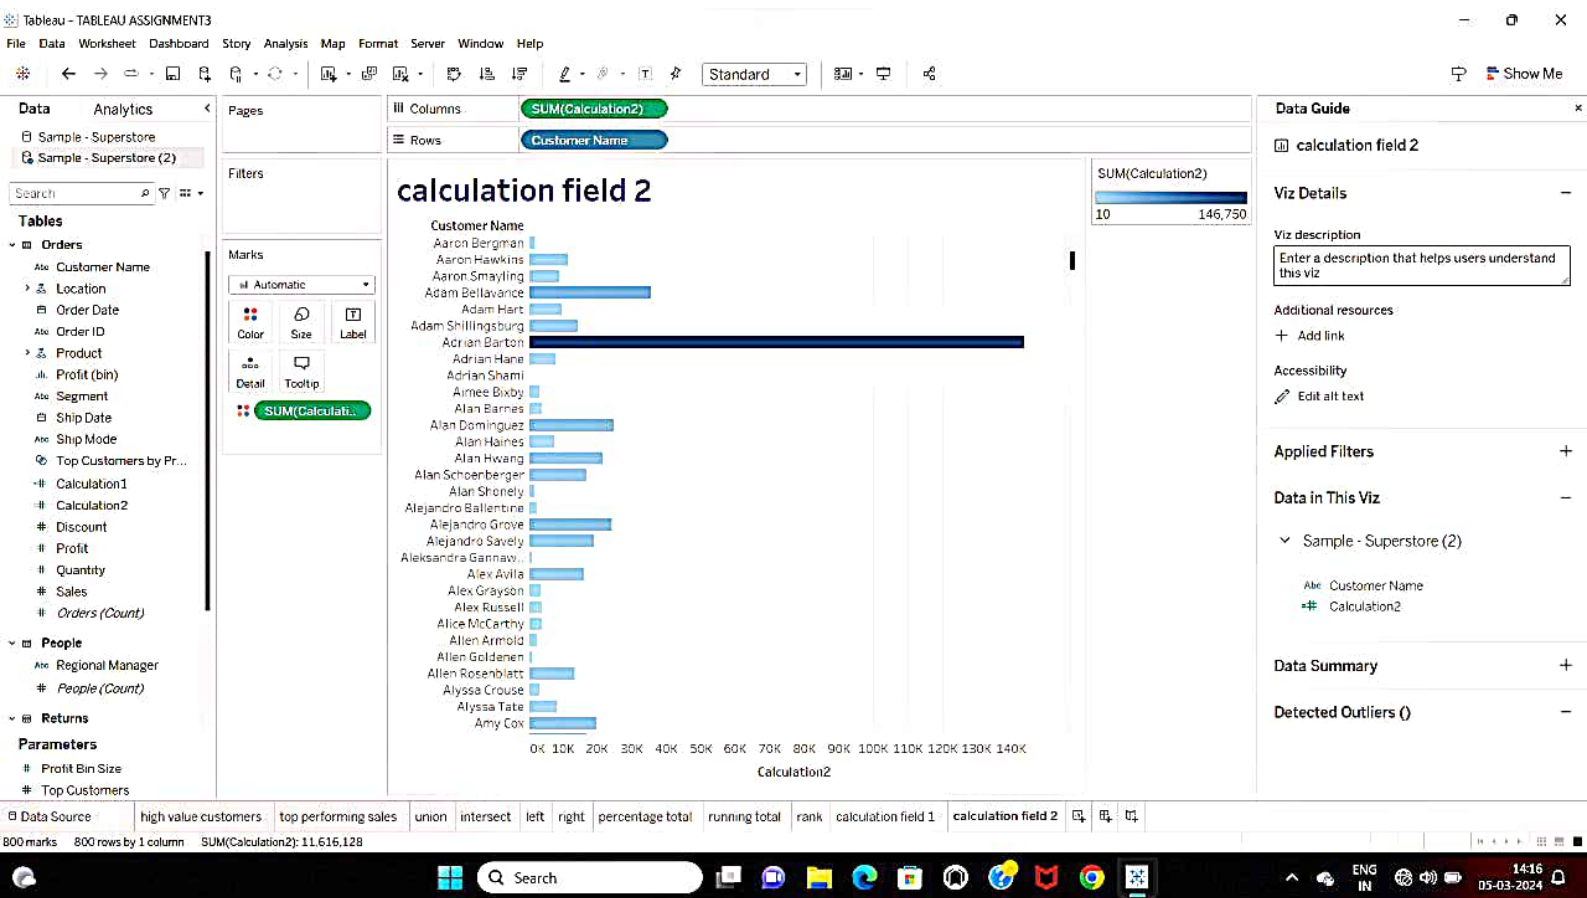 Tableau - TABLEAU ASSIGNMENT3
File Data Worksheet Dashboard Story Analysis Map Format Server Window Help
Standard
Show Me
Data Analytics
Sample - Superstore
Sample - Superstore (2)
Search
Tables
Orders
Abc Customer Name
Location
Order Date
Abc Order ID
Product
Profit (bin)
Abc Segment
Ship Date
Abc Ship Mode
Top Customers by Pr...
Calculation1
Calculation2
Discount
Profit
Quantity
Sales
Orders (Count)
People
Abc Regional Manager
People (Count)
Returns
Parameters
Profit Bin Size
Top Customers
Pages
Filters
Marks
Automatic
Color Size Label
Detail Tooltip
SUM(Calculati..
Columns SUM(Calculation2)
Rows Customer Name
calculation field 2
Customer Name
Aaron Bergman
Aaron Hawkins
Aaron Smayling
Adam Bellavance
Adam Hart
Adam Shillingsburg
Adrian Barton
Adrian Hane
Adrian Shami
Aimee Bixby
Alan Barnes
Alan Dominguez
Alan Haines
Alan Hwang
Alan Schoenberger
Alan Shonely
Alejandro Ballentine
Alejandro Grove
Alejandro Savely
Aleksandra Gannaw..
Alex Avila
Alex Grayson
Alex Russell
Alice McCarthy
Allen Armold
Allen Goldenen
Allen Rosenblatt
Alyssa Crouse
Alyssa Tate
Amy Cox
0K 10K 20K 30K 40K 50K 60K 70K 80K 90K 100K 110K 120K 130K 140K
Calculation2
SUM(Calculation2)
10 146,750
Data Guide
calculation field 2
Viz Details
Viz description
Enter a description that helps users understand
this viz
Additional resources
Add link
Accessibility
Edit alt text
Applied Filters
Data in This Viz
Sample - Superstore (2)
Abc Customer Name
Calculation2
Data Summary
Detected Outliers ()
Data Source high value customers top performing sales union intersect left right percentage total running total rank calculation field 1 calculation field 2
800 marks 800 rows by 1 column SUM(Calculation2): 11,616,128
Search
ENG
IN
14:16
05-03-2024